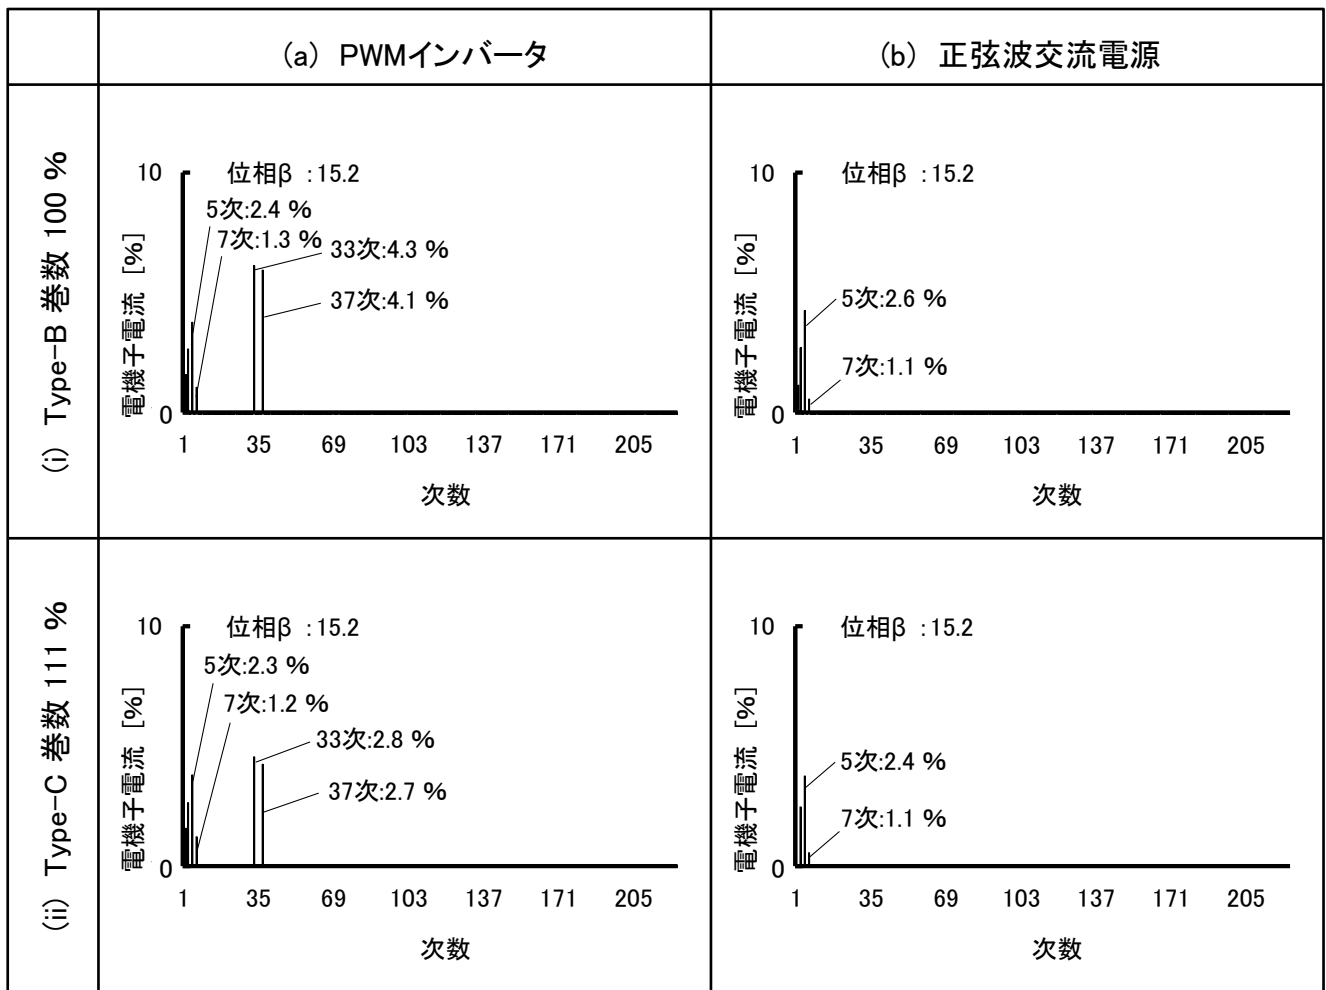 (a) PWMインバータ
(b) 正弦波交流電源
(i) Type-B 巻数 100 %
10
位相β :15.2
5次:2.4 %
7次:1.3 %
33次:4.3 %
37次:4.1 %
電機子電流 [%]
0
1 35 69 103 137 171 205
次数
10
位相β :15.2
5次:2.6 %
7次:1.1 %
電機子電流 [%]
0
1 35 69 103 137 171 205
次数
(ii) Type-C 巻数 111 %
10
位相β :15.2
5次:2.3 %
7次:1.2 %
33次:2.8 %
37次:2.7 %
電機子電流 [%]
0
1 35 69 103 137 171 205
次数
10
位相β :15.2
5次:2.4 %
7次:1.1 %
電機子電流 [%]
0
1 35 69 103 137 171 205
次数